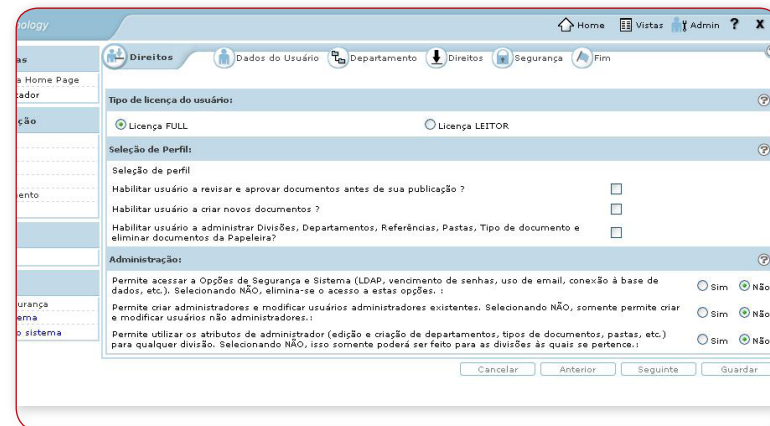 ology
Home Vistas Admin ? X
as
a Home Page
cador
ção
ento
urança
ema
o sistema
Direitos Dados do Usuário Departamento Direitos Segurança Fim
Tipo de licença do usuário: ?
Licença FULL Licença LEITOR
Seleção de Perfil: ?
Seleção de perfil
Habilitar usuário a revisar e aprovar documentos antes de sua publicação ?
Habilitar usuário a criar novos documentos ?
Habilitar usuário a administrar Divisões, Departamentos, Referências, Pastas, Tipo de documento e
eliminar documentos da Papeleira?
Administração: ?
Permite acessar a Opções de Segurança e Sistema (LDAP, vencimento de senhas, uso de email, conexão à base de
dados, etc.). Selecionando NÃO, elimina-se o acesso a estas opções. : Sim Não
Permite criar administradores e modificar usuários administradores existentes. Selecionando NÃO, somente permite criar
e modificar usuários não administradores.: Sim Não
Permite utilizar os atributos de administrador (edição e criação de departamentos, tipos de documentos, pastas, etc.)
para qualquer divisão. Selecionando NÃO, isso somente poderá ser feito para as divisões às quais se pertence.: Sim Não
Cancelar Anterior Seguinte Guardar